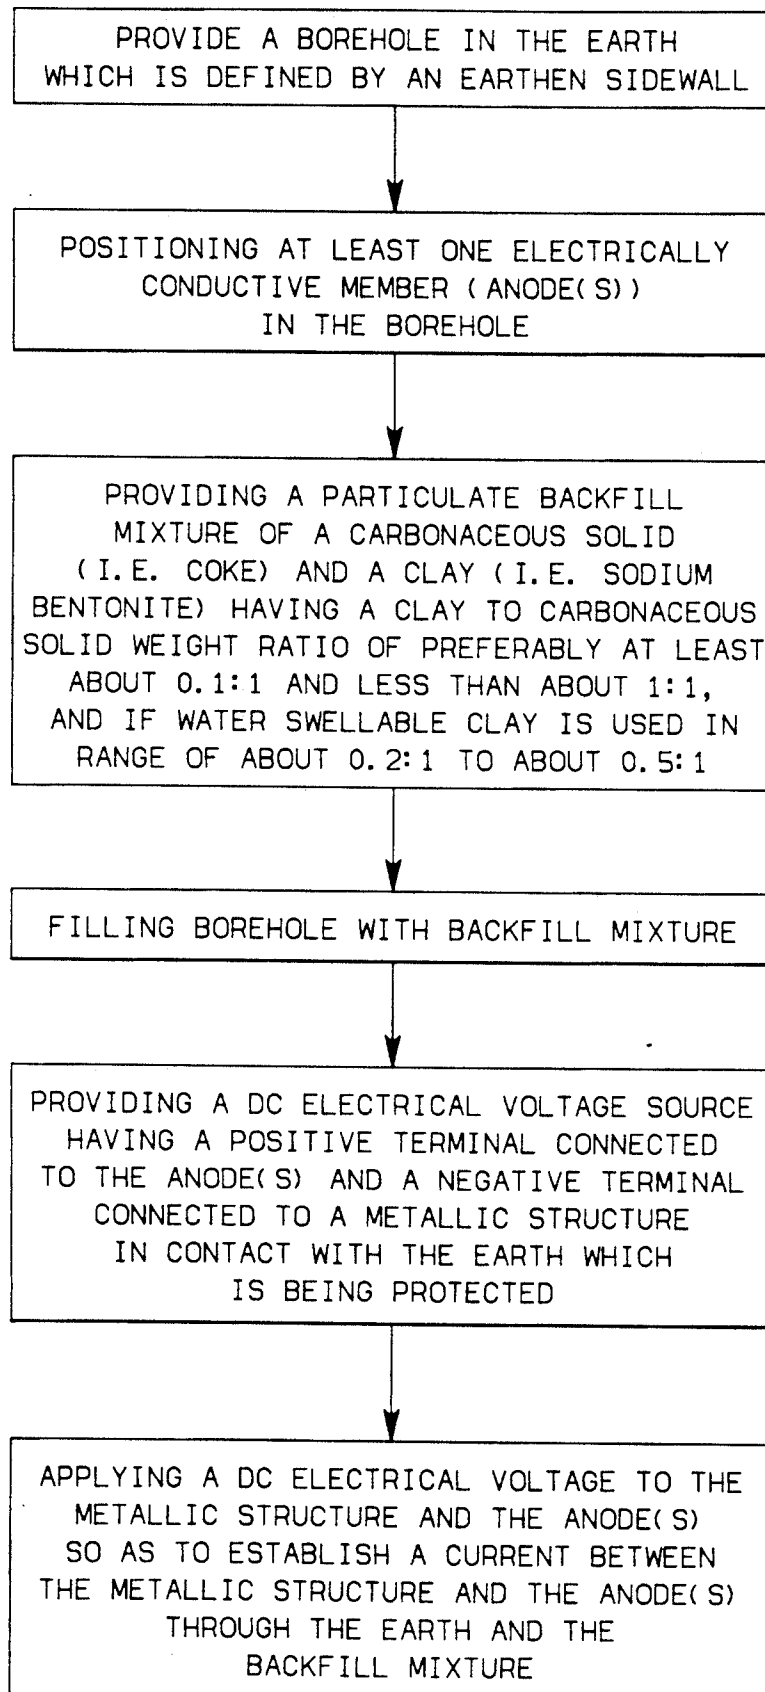 PROVIDE A BOREHOLE IN THE EARTH
WHICH IS DEFINED BY AN EARTHEN SIDEWALL
POSITIONING AT LEAST ONE ELECTRICALLY
CONDUCTIVE MEMBER (ANODE(S))
IN THE BOREHOLE
PROVIDING A PARTICULATE BACKFILL
MIXTURE OF A CARBONACEOUS SOLID
(I.E. COKE) AND A CLAY (I.E. SODIUM
BENTONITE) HAVING A CLAY TO CARBONACEOUS
SOLID WEIGHT RATIO OF PREFERABLY AT LEAST
ABOUT 0.1:1 AND LESS THAN ABOUT 1:1,
AND IF WATER SWELLABLE CLAY IS USED IN
RANGE OF ABOUT 0.2:1 TO ABOUT 0.5:1
FILLING BOREHOLE WITH BACKFILL MIXTURE
PROVIDING A DC ELECTRICAL VOLTAGE SOURCE
HAVING A POSITIVE TERMINAL CONNECTED
TO THE ANODE(S) AND A NEGATIVE TERMINAL
CONNECTED TO A METALLIC STRUCTURE
IN CONTACT WITH THE EARTH WHICH
IS BEING PROTECTED
APPLYING A DC ELECTRICAL VOLTAGE TO THE
METALLIC STRUCTURE AND THE ANODE(S)
SO AS TO ESTABLISH A CURRENT BETWEEN
THE METALLIC STRUCTURE AND THE ANODE(S)
THROUGH THE EARTH AND THE
BACKFILL MIXTURE